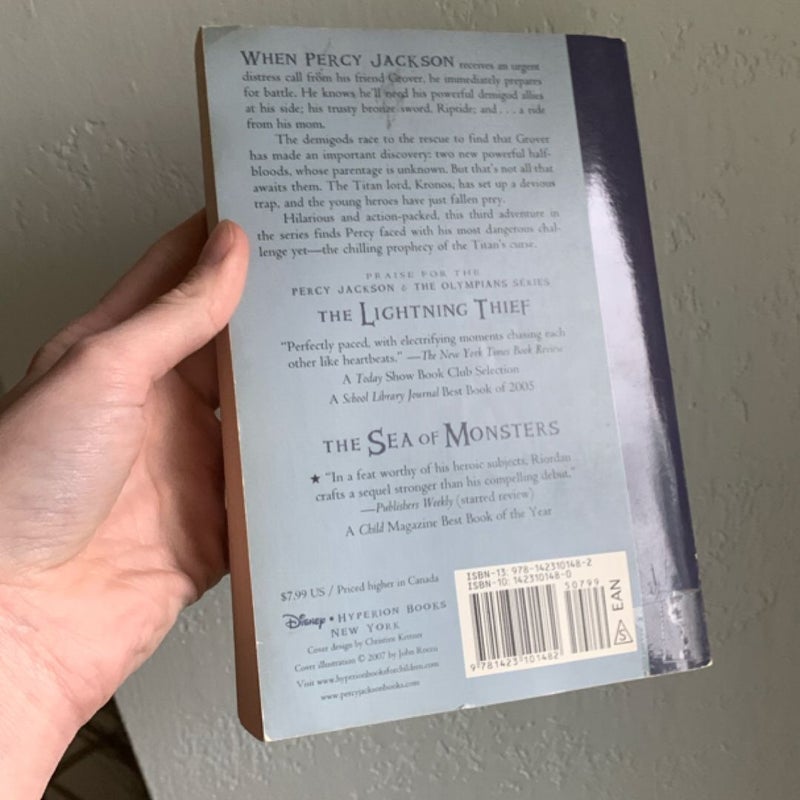 WHEN PERCY JACKSON receives an urgent
distress call from his friend Grover, he immediately prepares
for battle. He knows he'll need his powerful demigod allies
at his side; his trusty bronze sword, Riptide; and . . . a ride
from his mom.
The demigods race to the rescue to find that Grover
has made an important discovery: two new powerful half-
bloods, whose parentage is unknown. But that's not all that
awaits them. The Titan lord, Kronos, has set up a devious
trap, and the young heroes have just fallen prey.
Hilarious and action-packed, this third adventure in
the series finds Percy faced with his most dangerous chal-
lenge yet—the chilling prophecy of the Titan's curse.
PRAISE FOR THE
PERCY JACKSON & THE OLYMPIANS SERIES
THE LIGHTNING THIEF
"Perfectly paced, with electrifying moments chasing each
other like heartbeats." —The New York Times Book Review
A Today Show Book Club Selection
A School Library Journal Best Book of 2005
THE SEA OF MONSTERS
★ "In a feat worthy of his heroic subjects, Riordan
crafts a sequel stronger than his compelling debut."
—Publishers Weekly (starred review)
A Child Magazine Best Book of the Year
$7.99 US / Priced higher in Canada
Disney • HYPERION BOOKS
NEW YORK
Cover design by Christine Kettner
Cover illustration © 2007 by John Rocco
Visit www.hyperionbooksforchildren.com
www.percyjacksonbooks.com
ISBN-13: 978-142310148-2
ISBN-10: 142310148-0
50799
EAN
S
9 781423 101482